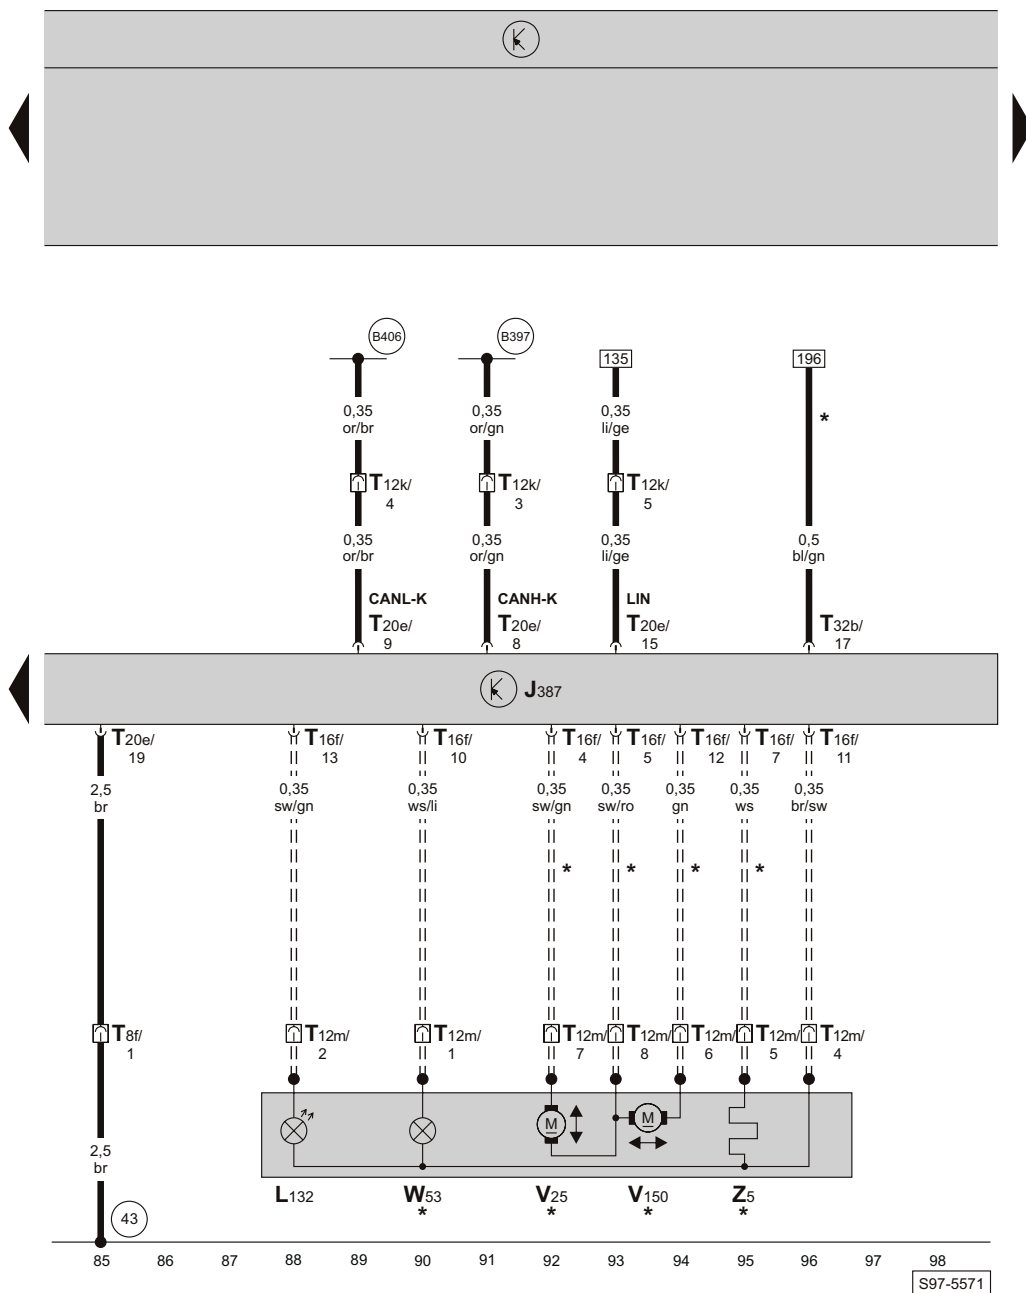 B406 B397
135 196
0,35 0,35 0,35
or/br or/gn li/ge
*
T12k/ T12k/ T12k/
4 3 5
0,35 0,35 0,35 0,5
or/br or/gn li/ge bl/gn
CANL-K CANH-K LIN
T20e/ T20e/ T20e/ T32b/
9 8 15 17
J387
T20e/ T16f/ T16f/ T16f/ T16f/ T16f/ T16f/ T16f/
19 13 10 4 5 12 7 11
2,5 0,35 0,35 0,35 0,35 0,35 0,35 0,35
br sw/gn ws/li sw/gn sw/ro gn ws br/sw
* * * *
T8f/ T12m/ T12m/ T12m/ T12m/ T12m/ T12m/ T12m/
1 2 1 7 8 6 5 4
M M
2,5
br
L132 W53 V25 V150 Z5
* * * *
43
85 86 87 88 89 90 91 92 93 94 95 96 97 98
S97-5571